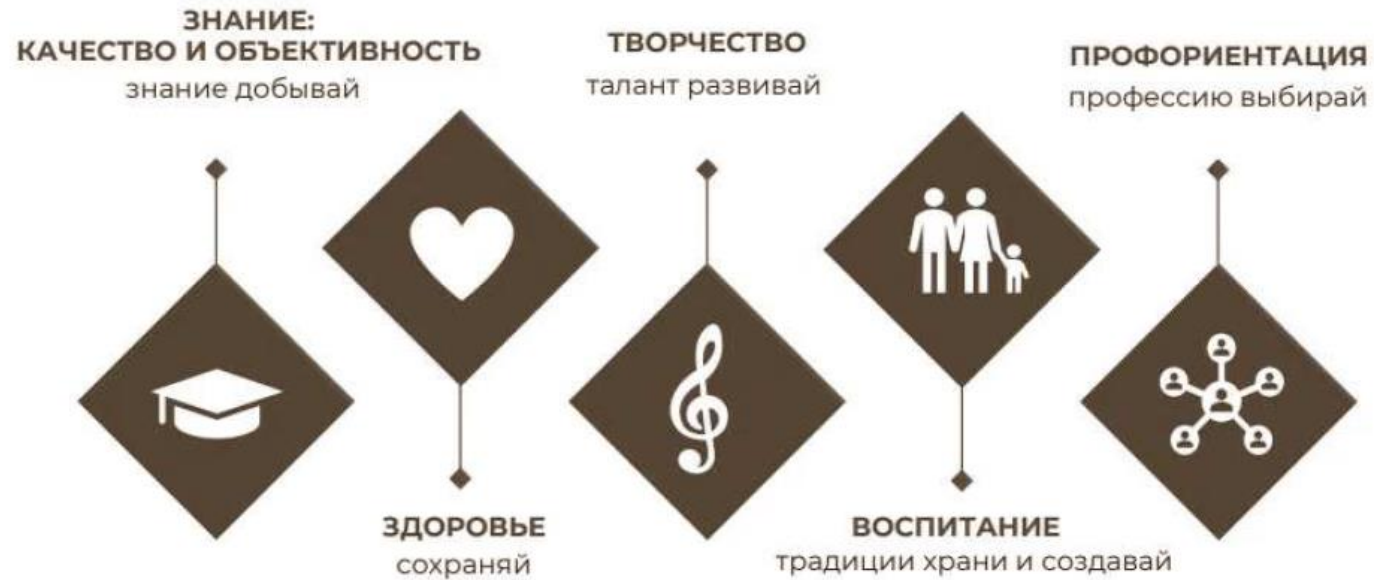 ЗНАНИЕ:
КАЧЕСТВО И ОБЪЕКТИВНОСТЬ
знание добывай
ЗДОРОВЬЕ
сохраняй
ТВОРЧЕСТВО
талант развивай
ВОСПИТАНИЕ
традиции храни и создавай
ПРОФОРИЕНТАЦИЯ
профессию выбирай